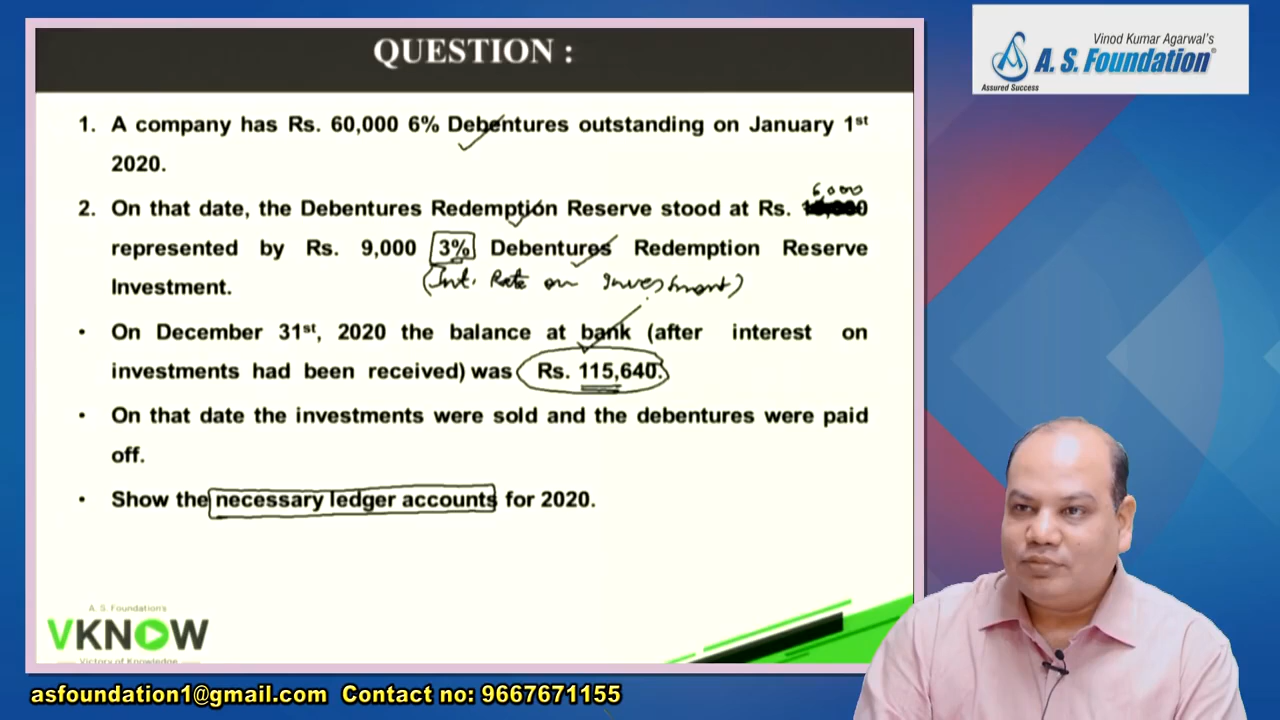 QUESTION :
Vinod Kumar Agarwal's
A. S. Foundation®
Assured Success
1. A company has Rs. 60,000 6% Debentures outstanding on January 1st
2020.
6,000
2. On that date, the Debentures Redemption Reserve stood at Rs.
represented by Rs. 9,000 3% Debentures Redemption Reserve
Investment.
(Int. Rate on Investment)
• On December 31st, 2020 the balance at bank (after interest on
investments had been received) was Rs. 115,640.
• On that date the investments were sold and the debentures were paid
off.
• Show the necessary ledger accounts for 2020.
A. S. Foundation's
VKNOW
Victory of Knowledge
asfoundation1@gmail.com Contact no: 9667671155